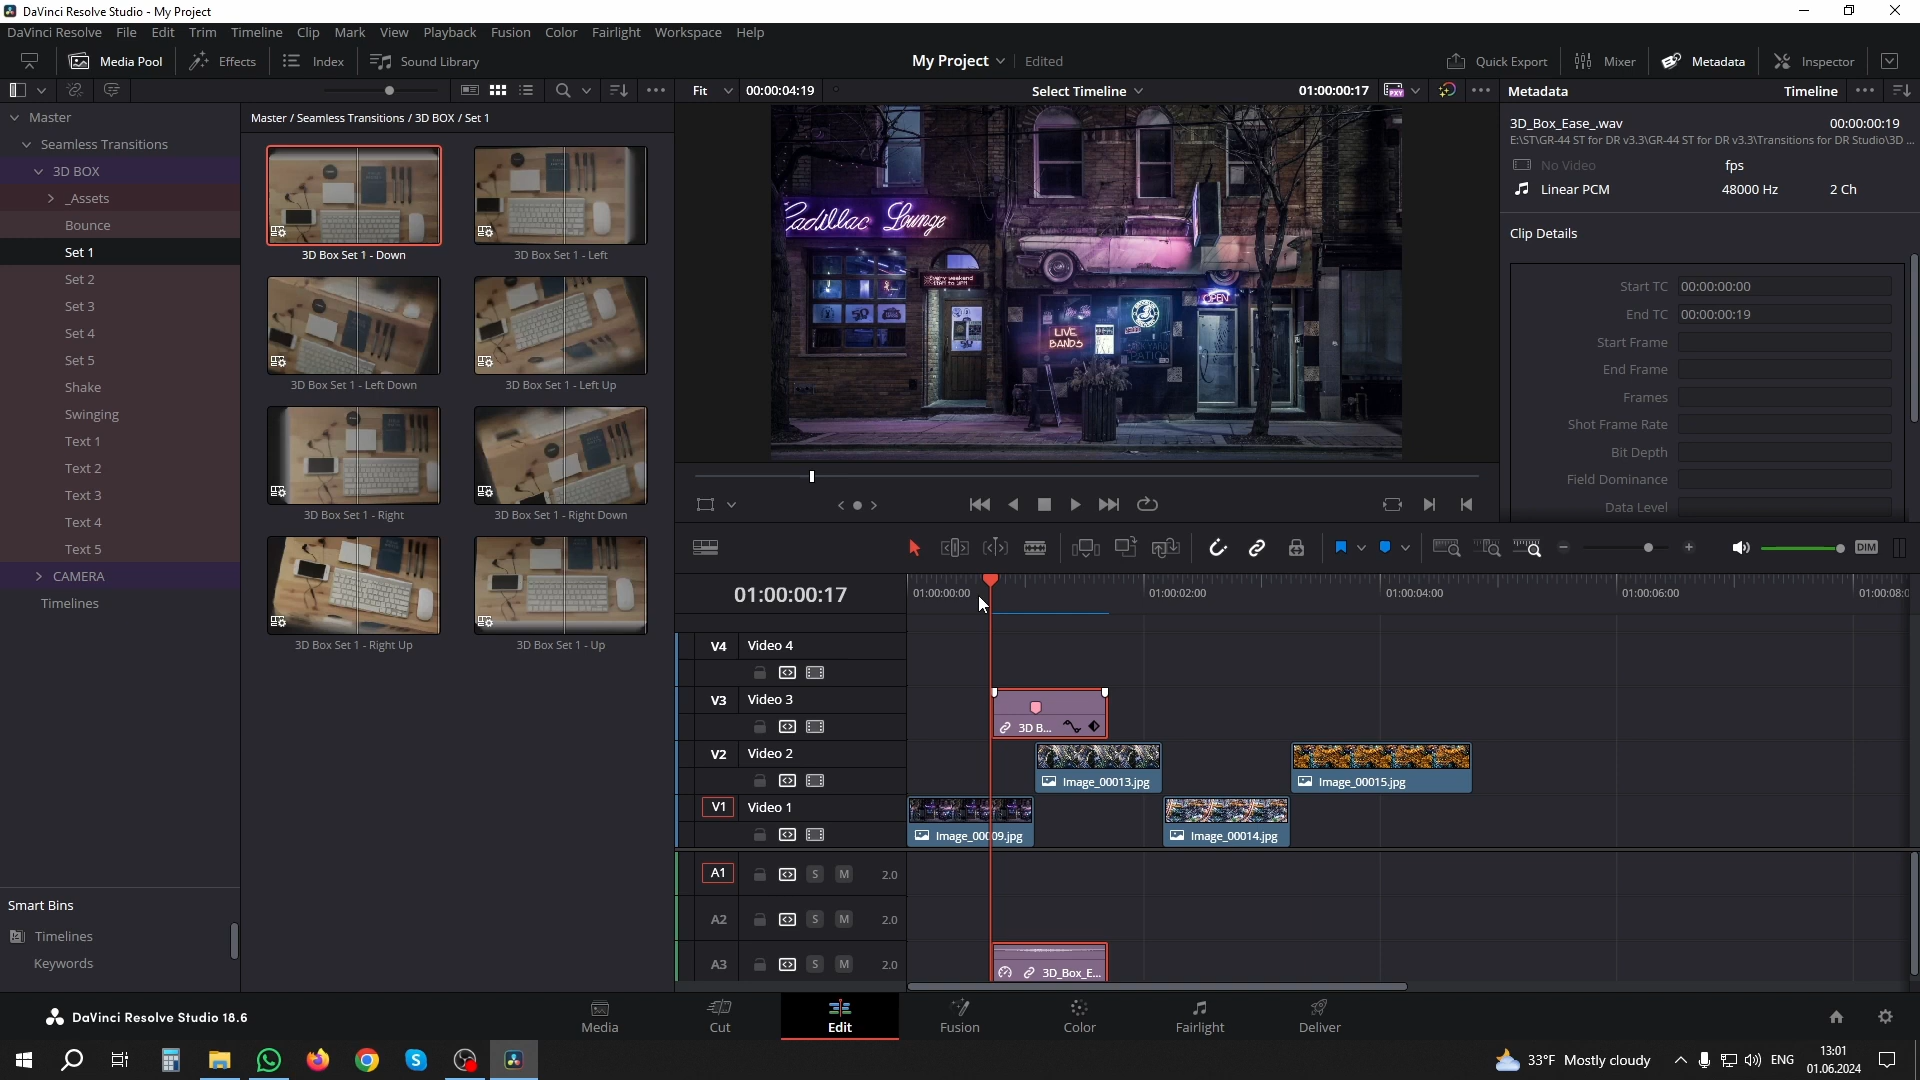 DaVinci Resolve Studio - My Project
DaVinci Resolve File Edit Trim Timeline Clip Mark View Playback Fusion Color Fairlight Workspace Help
Media Pool Effects Index Sound Library My Project Edited Quick Export Mixer Metadata Inspector
Fit 00:00:04:19 Select Timeline 01:00:00:17 Metadata Timeline
Master
Seamless Transitions
3D BOX
_Assets
Bounce
Set 1
Set 2
Set 3
Set 4
Set 5
Shake
Swinging
Text 1
Text 2
Text 3
Text 4
Text 5
CAMERA
Timelines
Smart Bins
Timelines
Keywords
Master / Seamless Transitions / 3D BOX / Set 1
3D Box Set 1 - Down
3D Box Set 1 - Left
3D Box Set 1 - Left Down
3D Box Set 1 - Left Up
3D Box Set 1 - Right
3D Box Set 1 - Right Down
3D Box Set 1 - Right Up
3D Box Set 1 - Up
Cadillac Lounge
LIVE
BANDS
OPEN
3D_Box_Ease_.wav 00:00:00:19
E:\ST\GR-44 ST for DR v3.3\GR-44 ST for DR v3.3\Transitions for DR Studio\3D ...
No Video fps
Linear PCM 48000 Hz 2 Ch
Clip Details
Start TC 00:00:00:00
End TC 00:00:00:19
Start Frame
End Frame
Frames
Shot Frame Rate
Bit Depth
Field Dominance
Data Level
DIM
01:00:00:17
01:00:00:00 01:00:02:00 01:00:04:00 01:00:06:00 01:00:08:0
V4 Video 4
V3 Video 3
3D B...
V2 Video 2
Image_00013.jpg Image_00015.jpg
V1 Video 1
Image_00009.jpg Image_00014.jpg
A1 S M 2.0
A2 S M 2.0
A3 S M 2.0
3D_Box_E...
DaVinci Resolve Studio 18.6
Media Cut Edit Fusion Color Fairlight Deliver
33°F Mostly cloudy ENG
13:01
01.06.2024